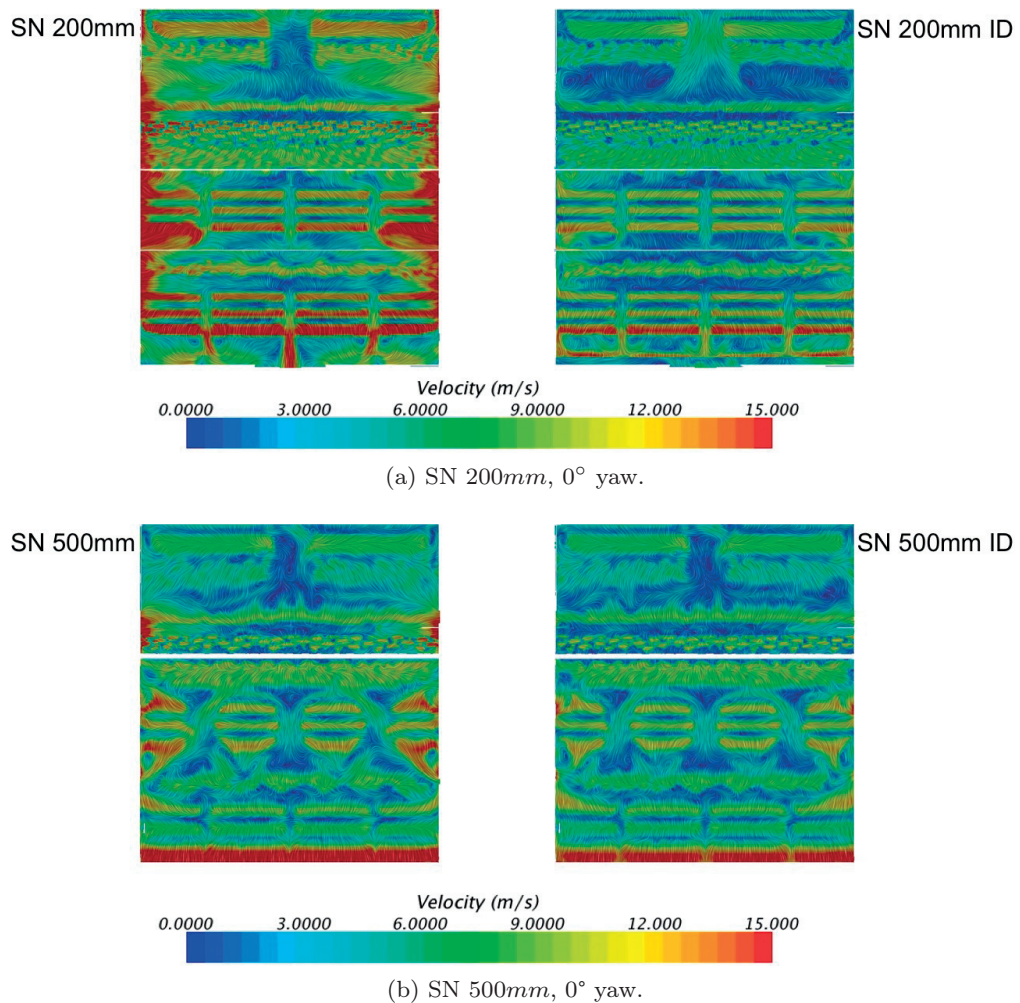 SN 200mm
SN 200mm ID
Velocity (m/s)
0.0000 3.0000 6.0000 9.0000 12.000 15.000
(a) SN 200mm, 0° yaw.
SN 500mm
SN 500mm ID
Velocity (m/s)
0.0000 3.0000 6.0000 9.0000 12.000 15.000
(b) SN 500mm, 0° yaw.